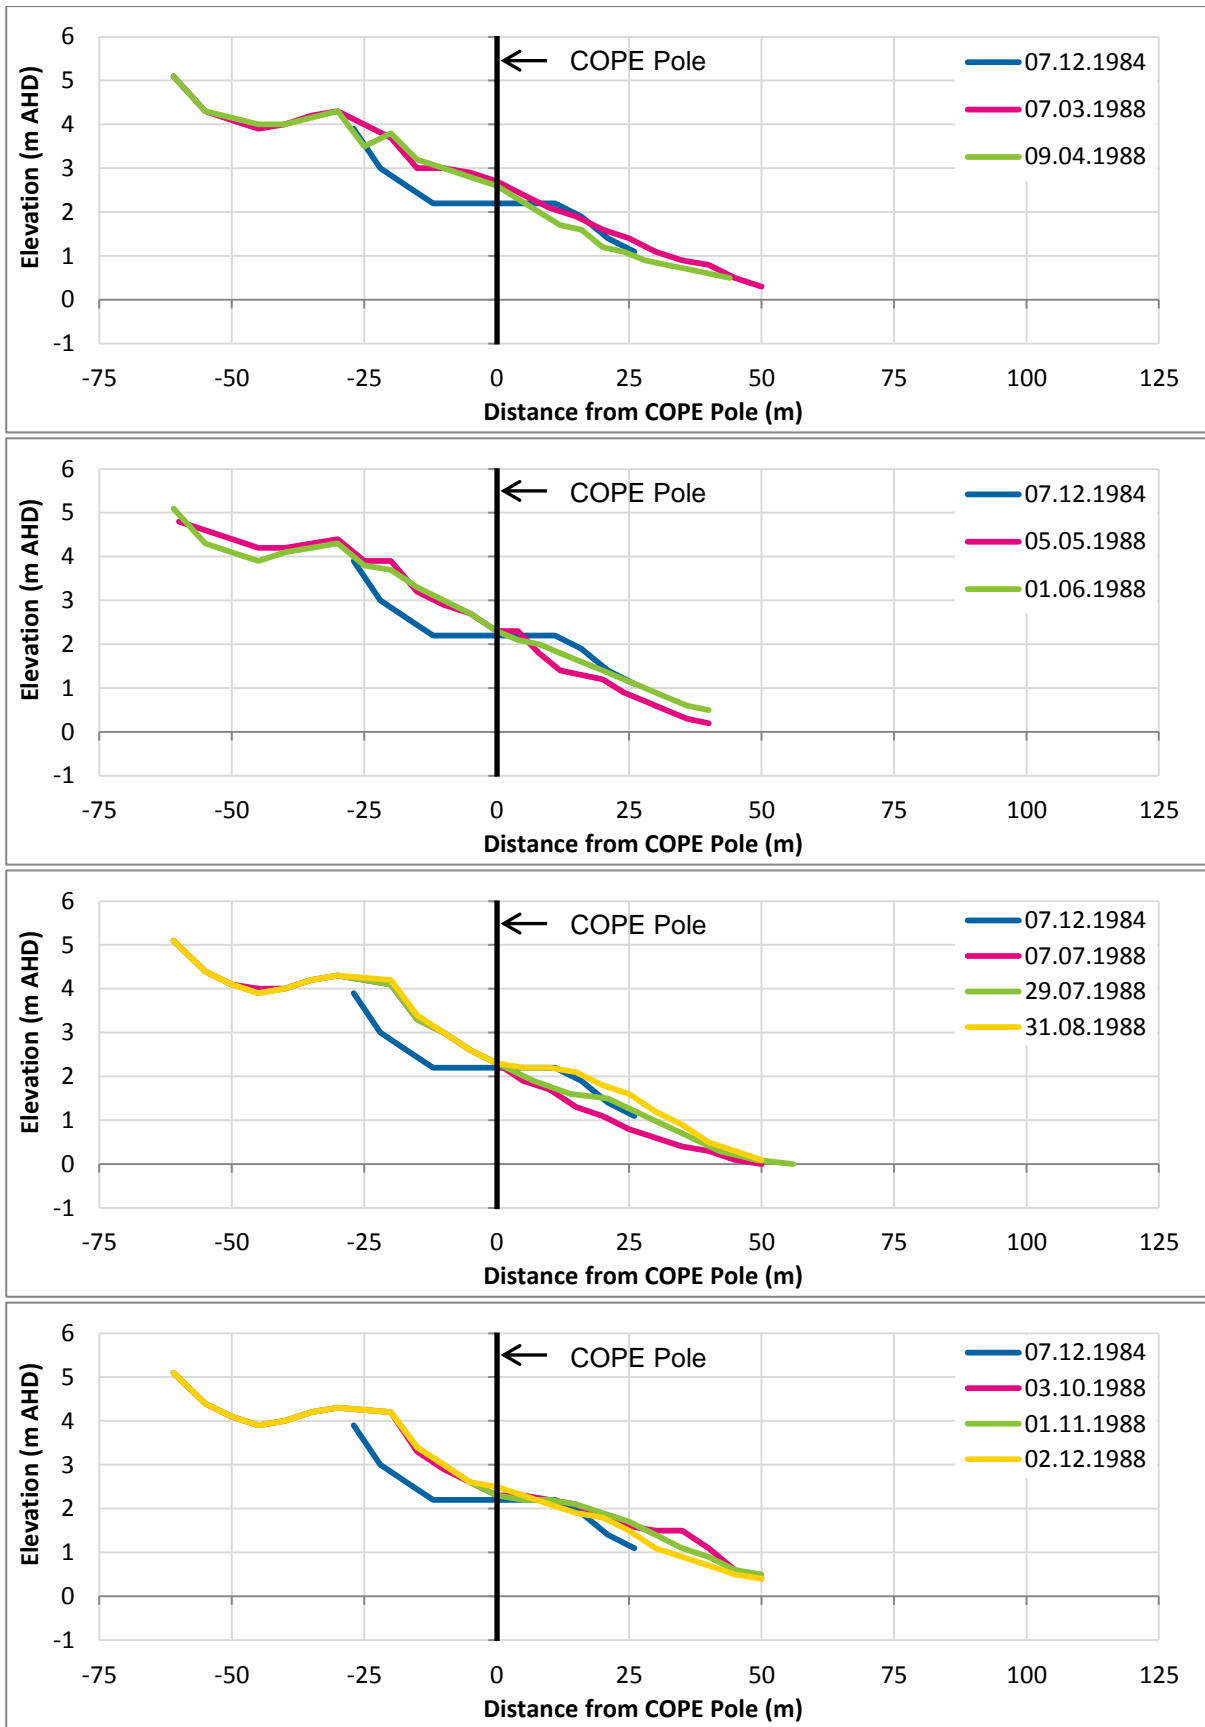 6
5
4
3
2
1
0
-1
Elevation (m AHD)
COPE Pole
07.12.1984
07.03.1988
09.04.1988
-75 -50 -25 0 25 50 75 100 125
Distance from COPE Pole (m)
6
5
4
3
2
1
0
-1
Elevation (m AHD)
COPE Pole
07.12.1984
05.05.1988
01.06.1988
-75 -50 -25 0 25 50 75 100 125
Distance from COPE Pole (m)
6
5
4
3
2
1
0
-1
Elevation (m AHD)
COPE Pole
07.12.1984
07.07.1988
29.07.1988
31.08.1988
-75 -50 -25 0 25 50 75 100 125
Distance from COPE Pole (m)
6
5
4
3
2
1
0
-1
Elevation (m AHD)
COPE Pole
07.12.1984
03.10.1988
01.11.1988
02.12.1988
-75 -50 -25 0 25 50 75 100 125
Distance from COPE Pole (m)